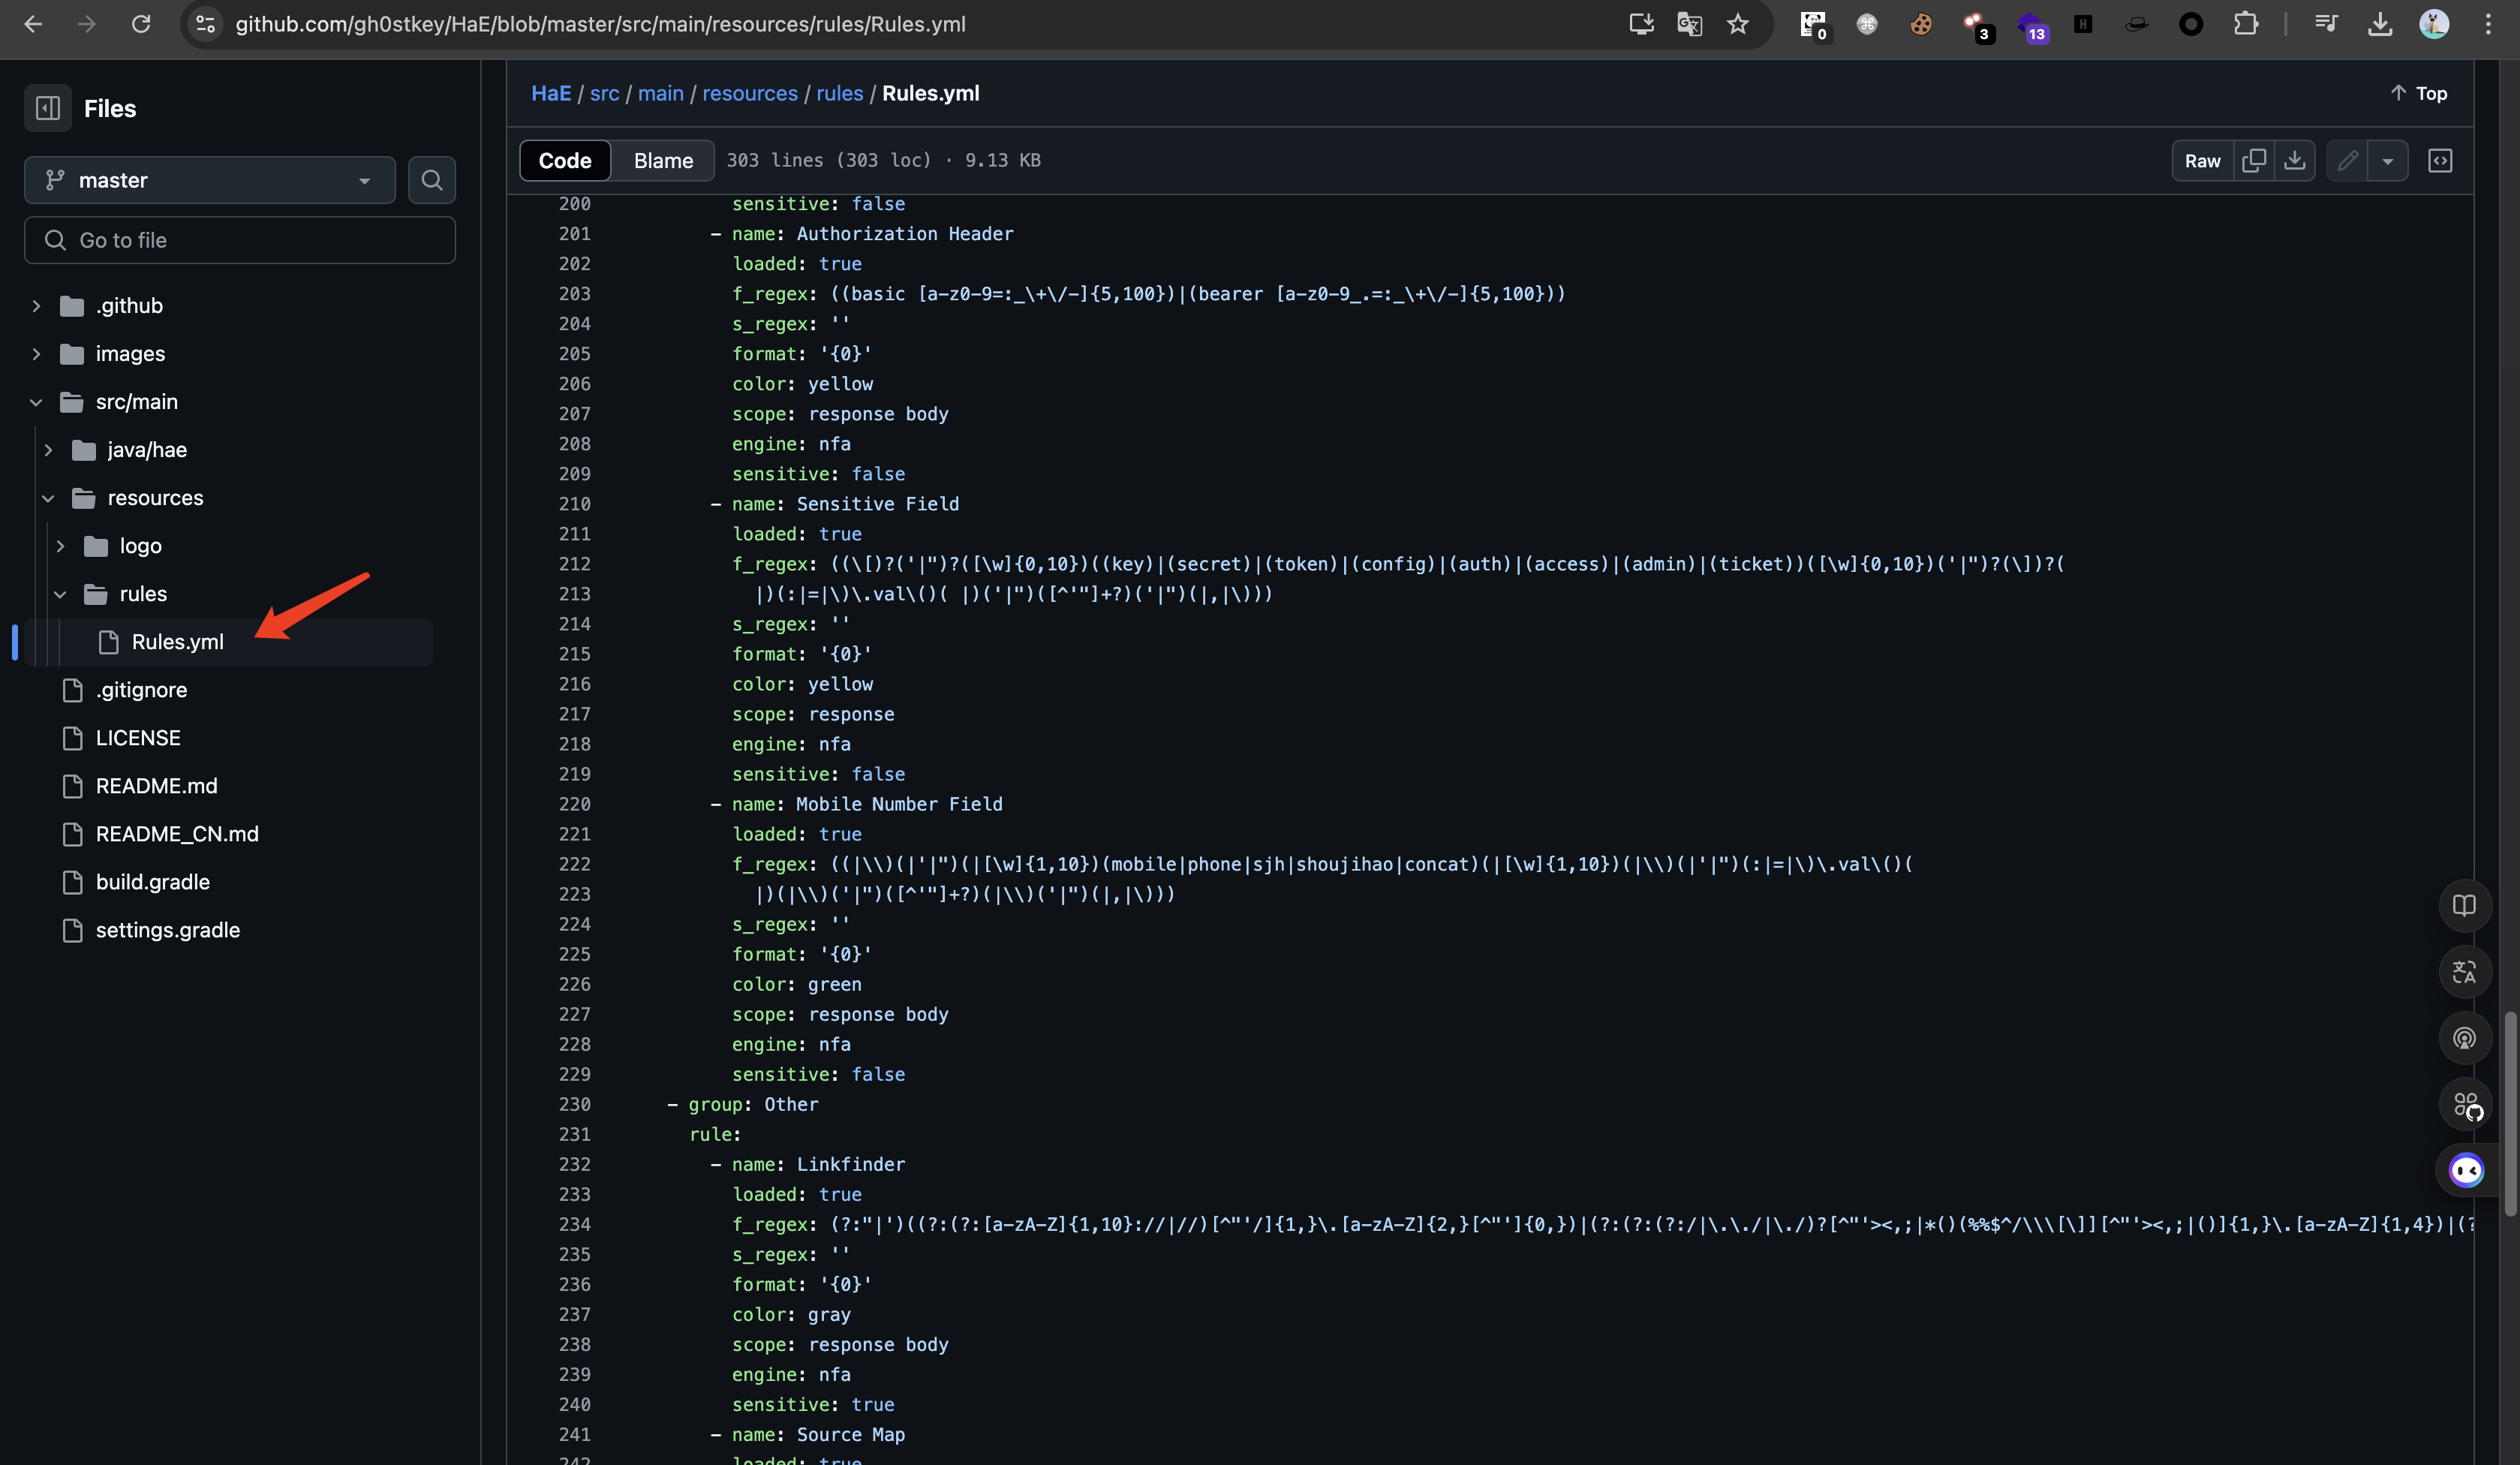 github.com/gh0stkey/HaE/blob/master/src/main/resources/rules/Rules.yml
0
3
13
H
Files
master
Go to file
.github
images
src/main
java/hae
resources
logo
rules
Rules.yml
.gitignore
LICENSE
README.md
README_CN.md
build.gradle
settings.gradle
HaE / src / main / resources / rules / Rules.yml
Top
Code Blame 303 lines (303 loc) · 9.13 KB
Raw
200 sensitive: false
201 - name: Authorization Header
202 loaded: true
203 f_regex: ((basic [a-z0-9=:_\+\/-]{5,100})|(bearer [a-z0-9_.=:_\+\/-]{5,100}))
204 s_regex: ''
205 format: '{0}'
206 color: yellow
207 scope: response body
208 engine: nfa
209 sensitive: false
210 - name: Sensitive Field
211 loaded: true
212 f_regex: ((\[)?('|")?([\w]{0,10})((key)|(secret)|(token)|(config)|(auth)|(access)|(admin)|(ticket))([\w]{0,10})('|")?(\])?(
213 |)(:|=|\)\.val\()( |)('|")([^'"]+?)('|")(|,|\)))
214 s_regex: ''
215 format: '{0}'
216 color: yellow
217 scope: response
218 engine: nfa
219 sensitive: false
220 - name: Mobile Number Field
221 loaded: true
222 f_regex: ((|\\)(|'|")(|[\w]{1,10})(mobile|phone|sjh|shoujihao|concat)(|[\w]{1,10})(|\\)(|'|")(:|=|\)\.val\()(
223 |)(|\\)('|")([^'"]+?)(|\\)('|")(|,|\)))
224 s_regex: ''
225 format: '{0}'
226 color: green
227 scope: response body
228 engine: nfa
229 sensitive: false
230 - group: Other
231 rule:
232 - name: Linkfinder
233 loaded: true
234 f_regex: (?:"|')((?:(?:[a-zA-Z]{1,10}://|//)[^"'/]{1,}\.[a-zA-Z]{2,}[^"']{0,})|(?:(?:(?:/|\.\./|\./)?[^"'><,;|*()(%%$^/\\\[\]][^"'><,;|()]{1,}\.[a-zA-Z]{1,4})|(?
235 s_regex: ''
236 format: '{0}'
237 color: gray
238 scope: response body
239 engine: nfa
240 sensitive: true
241 - name: Source Map
242 loaded: true